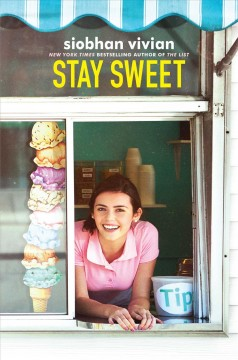 siobhan vivian
NEW YORK TIMES BESTSELLING AUTHOR OF THE LIST
STAY SWEET
Tip